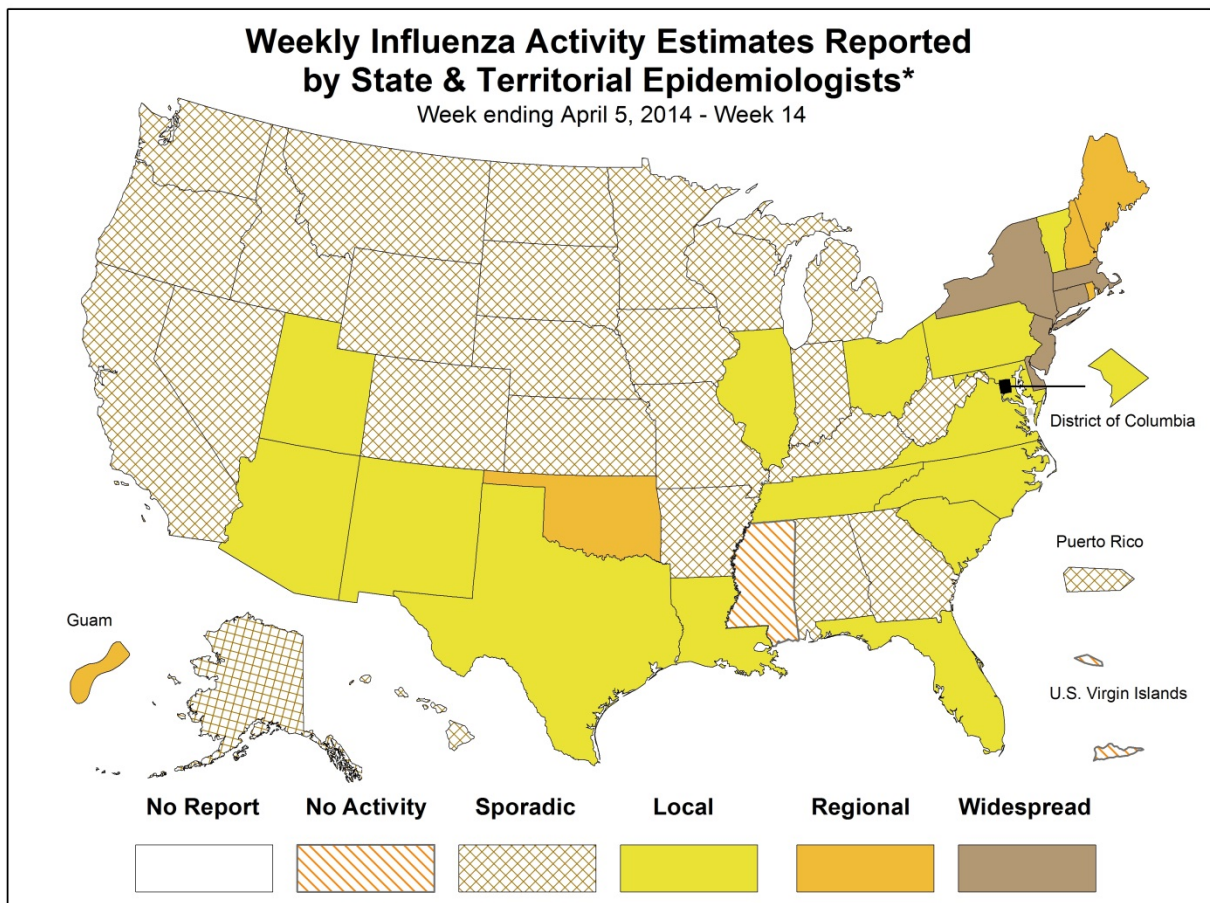 Weekly Influenza Activity Estimates Reported
by State & Territorial Epidemiologists*
Week ending April 5, 2014 - Week 14
District of Columbia
Puerto Rico
Guam
U.S. Virgin Islands
No Report
No Activity
Sporadic
Local
Regional
Widespread